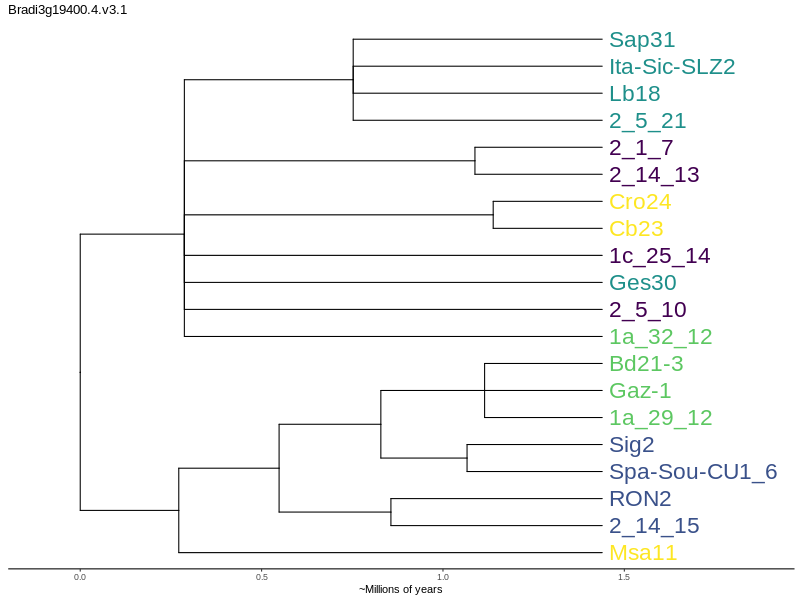 Bradi3g19400.4.v3.1
Sap31
Ita-Sic-SLZ2
Lb18
2_5_21
2_1_7
2_14_13
Cro24
Cb23
1c_25_14
Ges30
2_5_10
1a_32_12
Bd21-3
Gaz-1
1a_29_12
Sig2
Spa-Sou-CU1_6
RON2
2_14_15
Msa11
0.0 0.5 1.0 1.5
~Millions of years